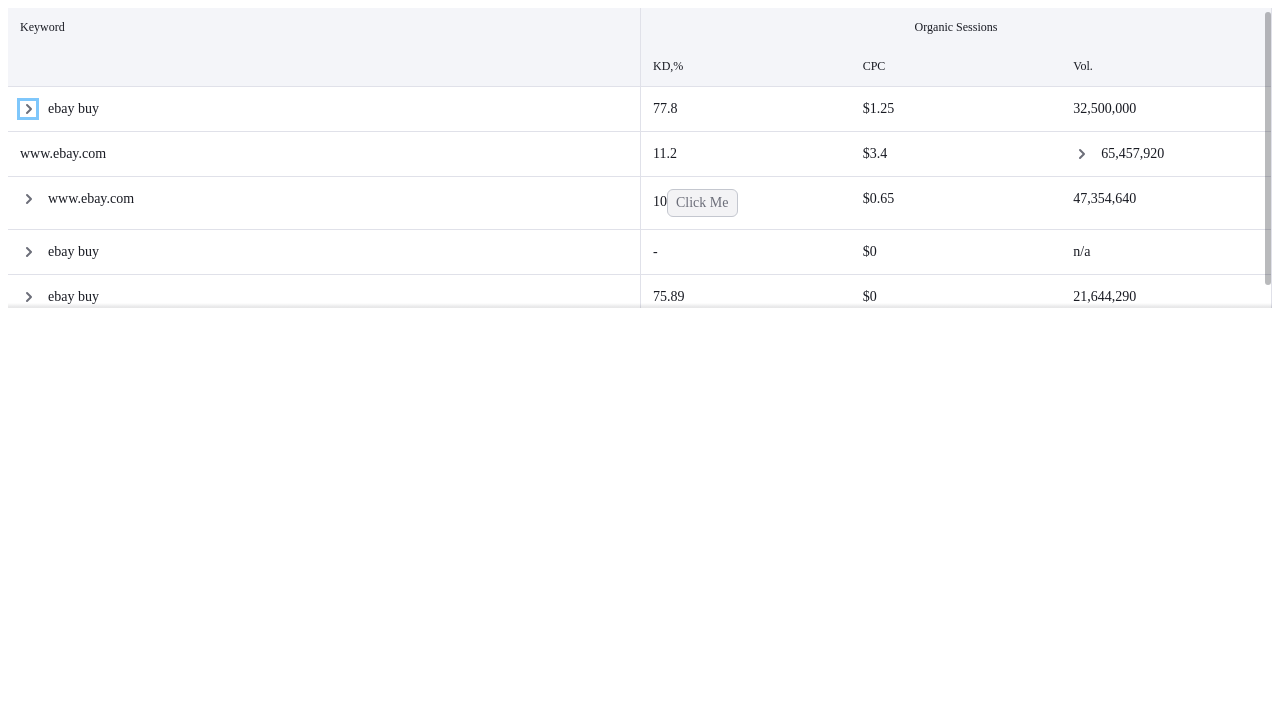 Keyword
Organic Sessions
KD,%
CPC
Vol.
ebay buy
77.8
$1.25
32,500,000
www.ebay.com
11.2
$3.4
65,457,920
www.ebay.com
10
Click Me
$0.65
47,354,640
ebay buy
-
$0
n/a
ebay buy
75.89
$0
21,644,290